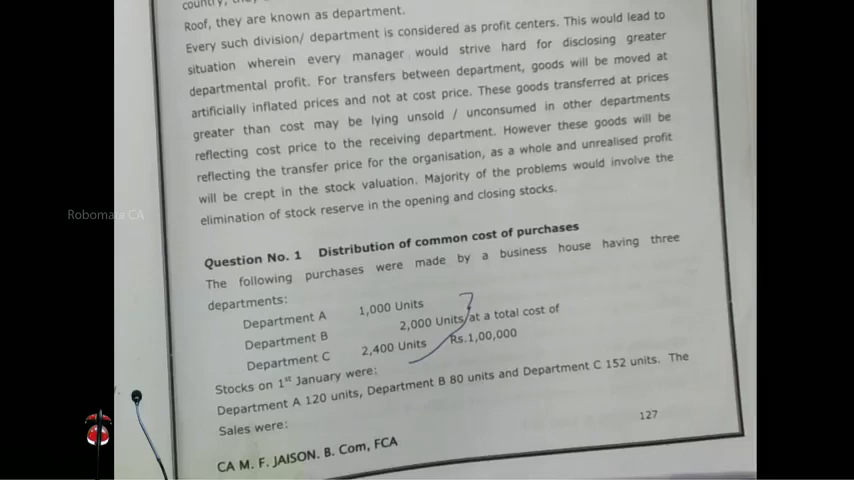 country, they
Roof, they are known as department.
Every such division/ department is considered as profit centers. This would lead to
situation wherein every manager would strive hard for disclosing greater
departmental profit. For transfers between department, goods will be moved at
artificially inflated prices and not at cost price. These goods transferred at prices
greater than cost may be lying unsold / unconsumed in other departments
reflecting cost price to the receiving department. However these goods will be
reflecting the transfer price for the organisation, as a whole and unrealised profit
will be crept in the stock valuation. Majority of the problems would involve the
elimination of stock reserve in the opening and closing stocks.
Robomate CA
Question No. 1 Distribution of common cost of purchases
The following purchases were made by a business house having three
departments:
Department A 1,000 Units
Department B 2,000 Units at a total cost of
Department C 2,400 Units Rs.1,00,000
Stocks on 1st January were:
Department A 120 units, Department B 80 units and Department C 152 units. The
Sales were:
127
CA M. F. JAISON. B. Com, FCA